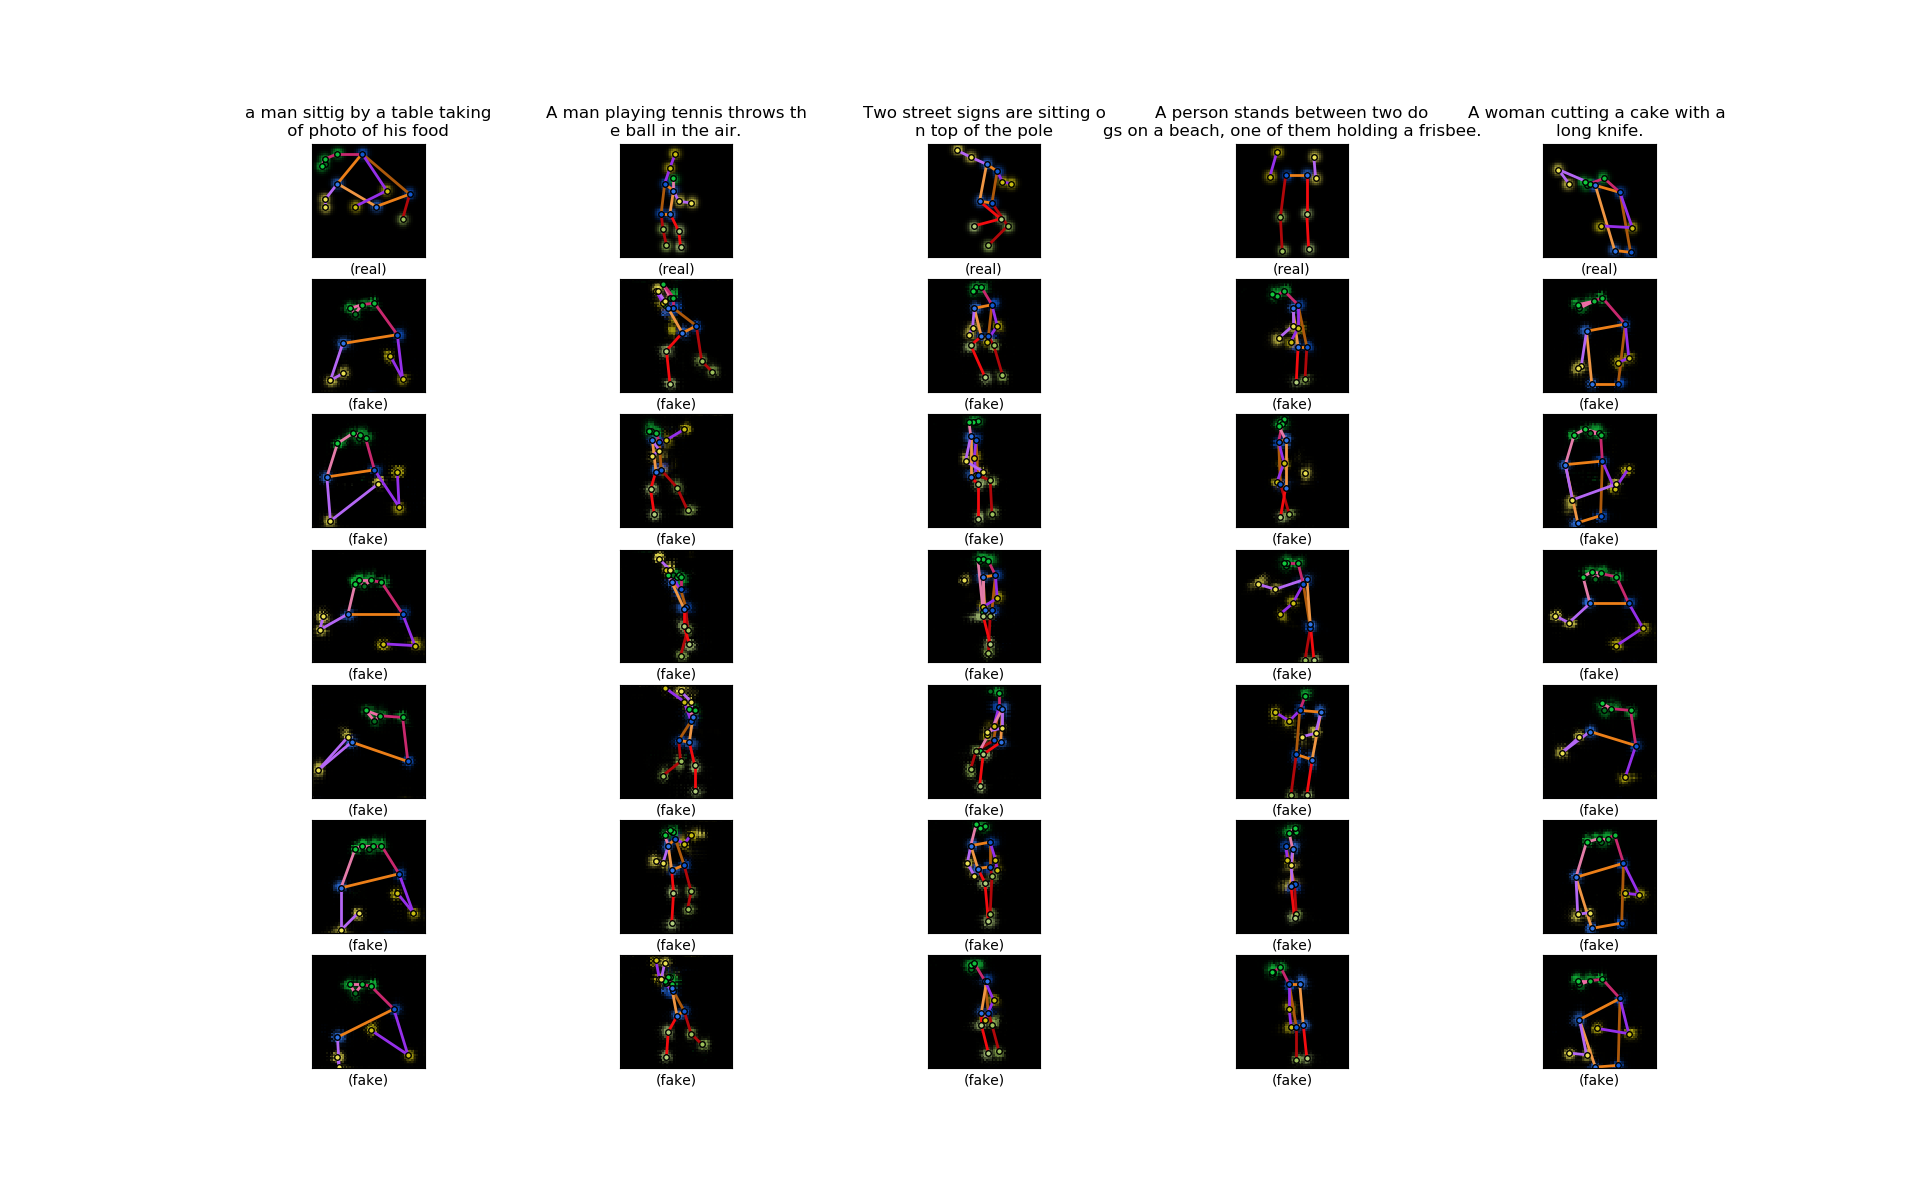 a man sittig by a table taking
of photo of his food
A man playing tennis throws th
e ball in the air.
Two street signs are sitting o
n top of the pole
A person stands between two do
gs on a beach, one of them holding a frisbee.
A woman cutting a cake with a
long knife.
(real) (real) (real) (real) (real)
(fake) (fake) (fake) (fake) (fake)
(fake) (fake) (fake) (fake) (fake)
(fake) (fake) (fake) (fake) (fake)
(fake) (fake) (fake) (fake) (fake)
(fake) (fake) (fake) (fake) (fake)
(fake) (fake) (fake) (fake) (fake)